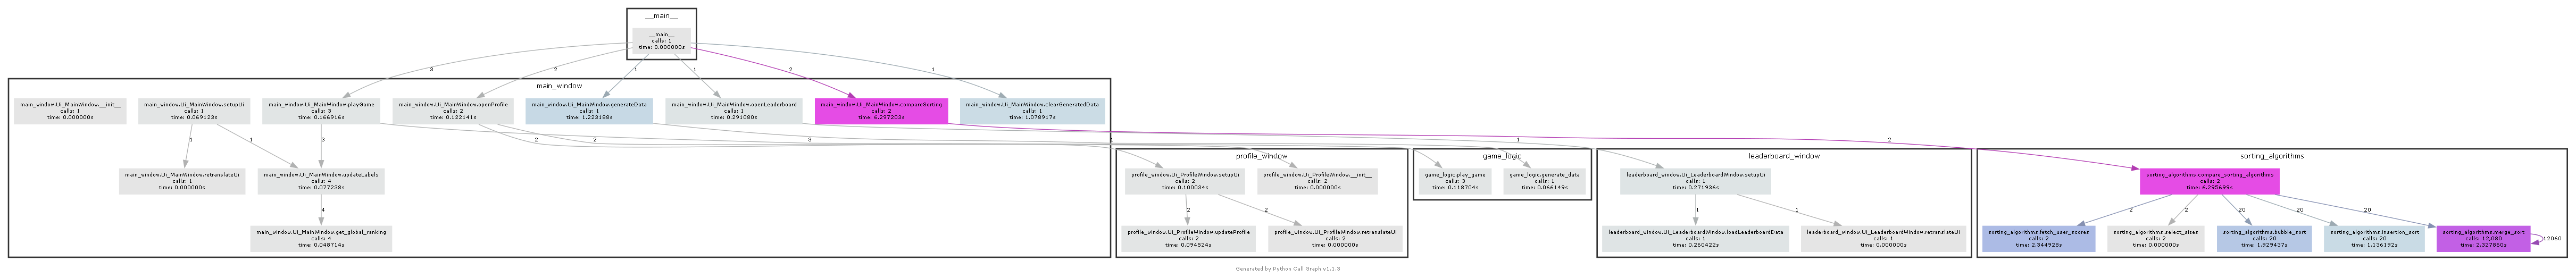 __main__
__main__
calls: 1
time: 0.000000s
3
2
1
1
2
1
main_window
main_window.Ui_MainWindow.__init__
calls: 1
time: 0.000000s
main_window.Ui_MainWindow.setupUi
calls: 1
time: 0.069123s
main_window.Ui_MainWindow.playGame
calls: 3
time: 0.166916s
main_window.Ui_MainWindow.openProfile
calls: 2
time: 0.122141s
main_window.Ui_MainWindow.generateData
calls: 1
time: 1.223188s
main_window.Ui_MainWindow.openLeaderboard
calls: 1
time: 0.291080s
main_window.Ui_MainWindow.compareSorting
calls: 2
time: 6.297203s
main_window.Ui_MainWindow.clearGeneratedData
calls: 1
time: 1.078917s
1
1
3
2
2
3
1
1
2
main_window.Ui_MainWindow.retranslateUi
calls: 1
time: 0.000000s
main_window.Ui_MainWindow.updateLabels
calls: 4
time: 0.077238s
4
main_window.Ui_MainWindow.get_global_ranking
calls: 4
time: 0.048714s
profile_window
profile_window.Ui_ProfileWindow.setupUi
calls: 2
time: 0.100034s
profile_window.Ui_ProfileWindow.__init__
calls: 2
time: 0.000000s
2
2
profile_window.Ui_ProfileWindow.updateProfile
calls: 2
time: 0.094524s
profile_window.Ui_ProfileWindow.retranslateUi
calls: 2
time: 0.000000s
game_logic
game_logic.play_game
calls: 3
time: 0.118704s
game_logic.generate_data
calls: 1
time: 0.066149s
leaderboard_window
leaderboard_window.Ui_LeaderboardWindow.setupUi
calls: 1
time: 0.271936s
1
1
leaderboard_window.Ui_LeaderboardWindow.loadLeaderboardData
calls: 1
time: 0.260422s
leaderboard_window.Ui_LeaderboardWindow.retranslateUi
calls: 1
time: 0.000000s
sorting_algorithms
sorting_algorithms.compare_sorting_algorithms
calls: 2
time: 6.295699s
2
2
20
20
20
sorting_algorithms.fetch_user_scores
calls: 2
time: 2.344928s
sorting_algorithms.select_sizes
calls: 2
time: 0.000000s
sorting_algorithms.bubble_sort
calls: 20
time: 1.929437s
sorting_algorithms.insertion_sort
calls: 20
time: 1.136192s
sorting_algorithms.merge_sort
calls: 12,080
time: 2.327860s
12060
Generated by Python Call Graph v1.1.3